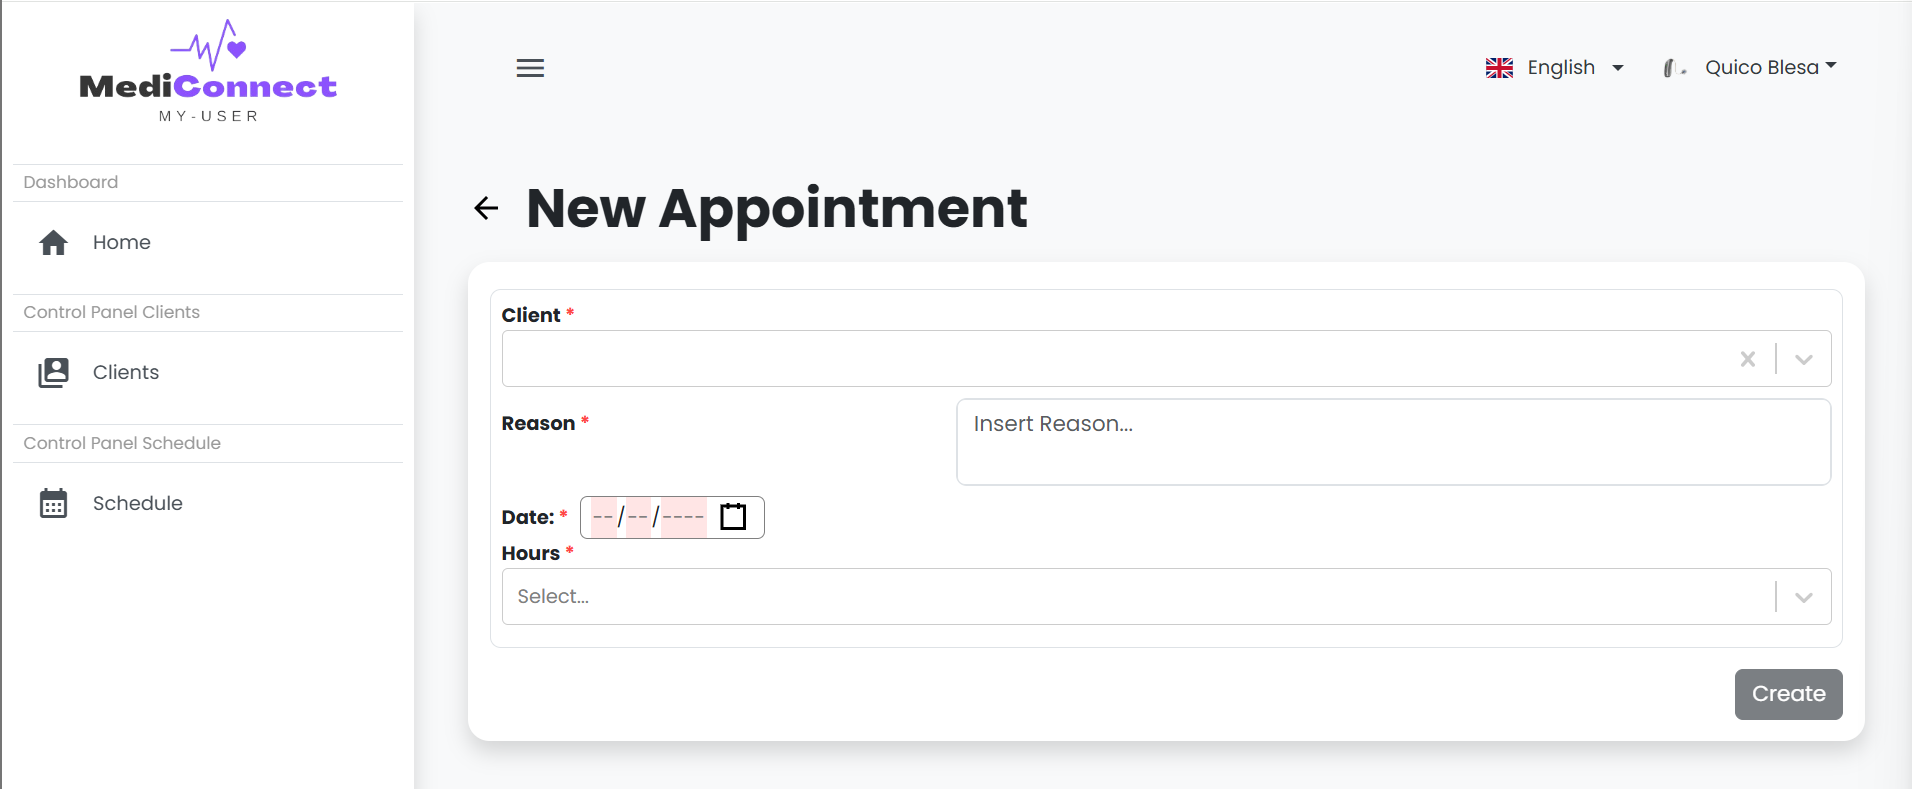 MediConnect
MY-USER
English
Quico Blesa
Dashboard
Home
Control Panel Clients
Clients
Control Panel Schedule
Schedule
New Appointment
Client *
Reason *
Insert Reason...
Date: * --/--/----
Hours *
Select...
Create